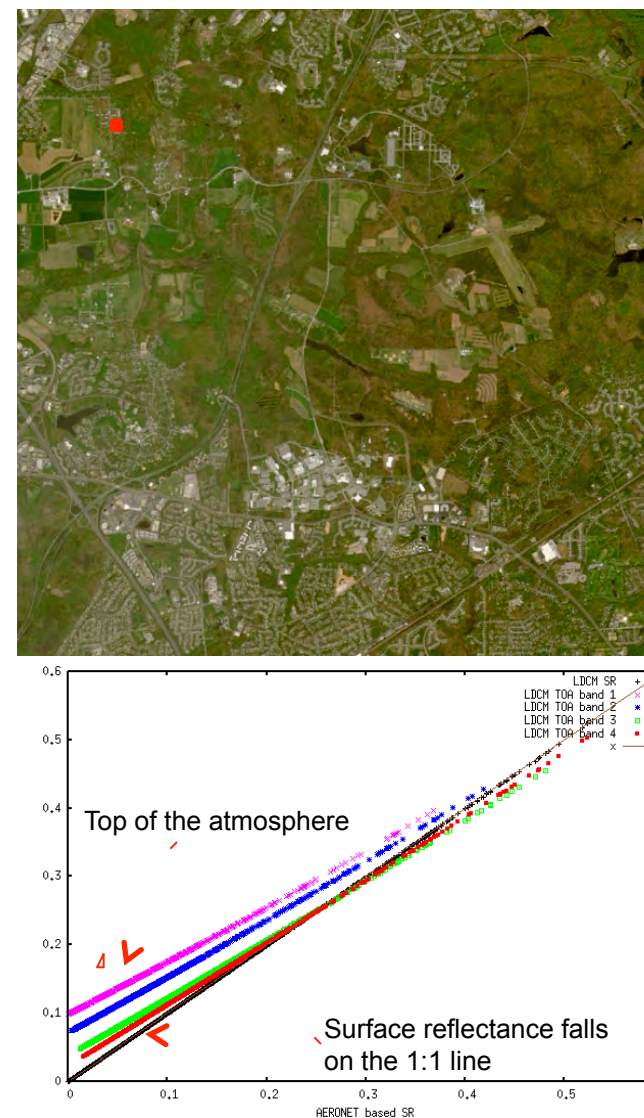 0.6
LDCM SR +
LDCM TOA band 1 ×
LDCM TOA band 2 *
0.5
LDCM TOA band 3
LDCM TOA band 4
x
0.4
Top of the atmosphere
0.3
0.2
0.1
Surface reflectance falls
on the 1:1 line
0
0 0.1 0.2 0.3 0.4 0.5
AERONET based SR